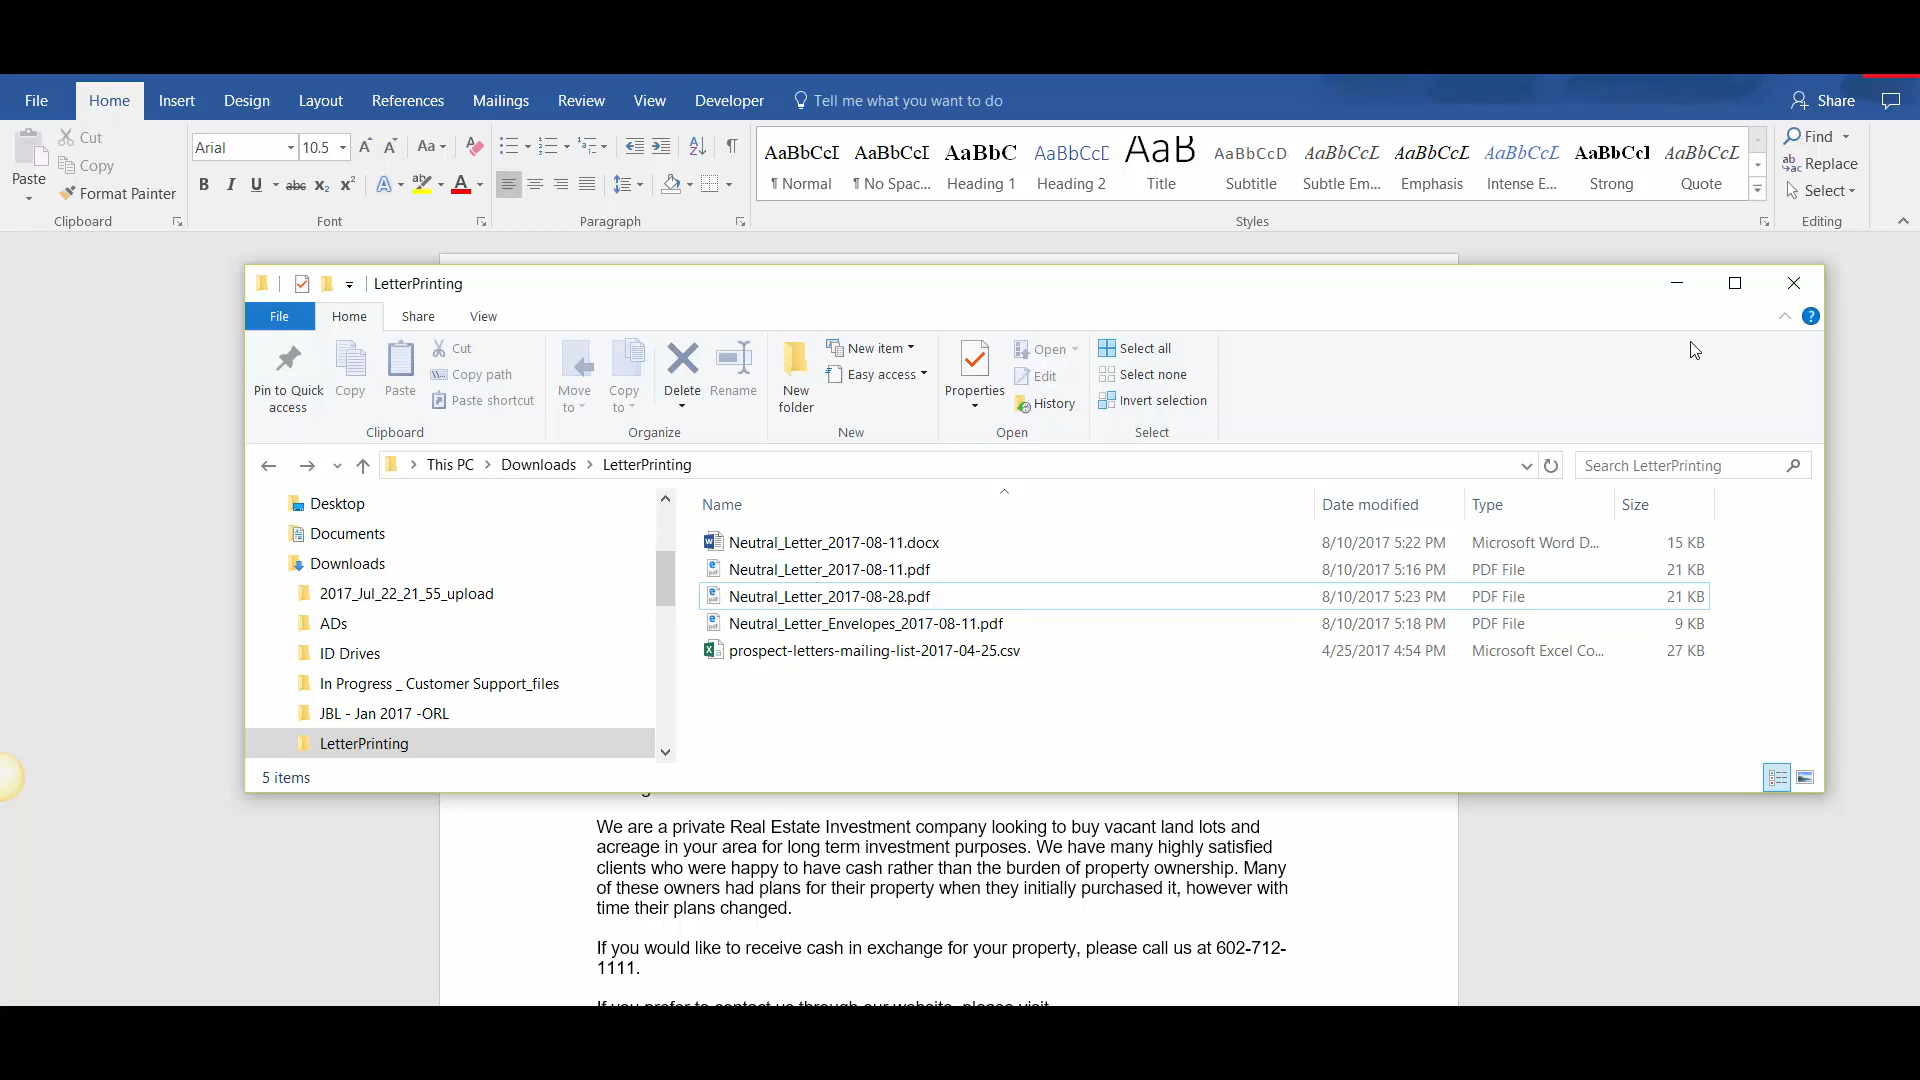 File Home Insert Design Layout References Mailings Review View Developer Tell me what you want to do Share
Cut
Copy
Paste
Format Painter
Clipboard
Arial 10.5 Aa
B I U abc x₂ x² A A
Font
Paragraph
AaBbCcI AaBbCcI AaBbC AaBbCcD AaB AaBbCcD AaBbCcL AaBbCcL AaBbCcL AaBbCcI AaBbCcL
¶ Normal ¶ No Spac... Heading 1 Heading 2 Title Subtitle Subtle Em... Emphasis Intense E... Strong Quote
Styles
Find
Replace
Select
Editing
LetterPrinting
File Home Share View
Pin to Quick access
Copy
Paste
Cut
Copy path
Paste shortcut
Clipboard
Move to
Copy to
Delete
Rename
Organize
New folder
New item
Easy access
New
Properties
Open
Edit
History
Open
Select all
Select none
Invert selection
Select
This PC > Downloads > LetterPrinting
Search LetterPrinting
Desktop
Documents
Downloads
2017_Jul_22_21_55_upload
ADs
ID Drives
In Progress _ Customer Support_files
JBL - Jan 2017 -ORL
LetterPrinting
Name Date modified Type Size
Neutral_Letter_2017-08-11.docx 8/10/2017 5:22 PM Microsoft Word D... 15 KB
Neutral_Letter_2017-08-11.pdf 8/10/2017 5:16 PM PDF File 21 KB
Neutral_Letter_2017-08-28.pdf 8/10/2017 5:23 PM PDF File 21 KB
Neutral_Letter_Envelopes_2017-08-11.pdf 8/10/2017 5:18 PM PDF File 9 KB
prospect-letters-mailing-list-2017-04-25.csv 4/25/2017 4:54 PM Microsoft Excel Co... 27 KB
5 items
We are a private Real Estate Investment company looking to buy vacant land lots and
acreage in your area for long term investment purposes. We have many highly satisfied
clients who were happy to have cash rather than the burden of property ownership. Many
of these owners had plans for their property when they initially purchased it, however with
time their plans changed.
If you would like to receive cash in exchange for your property, please call us at 602-712-
1111.
If you prefer to contact us through our website, please visit